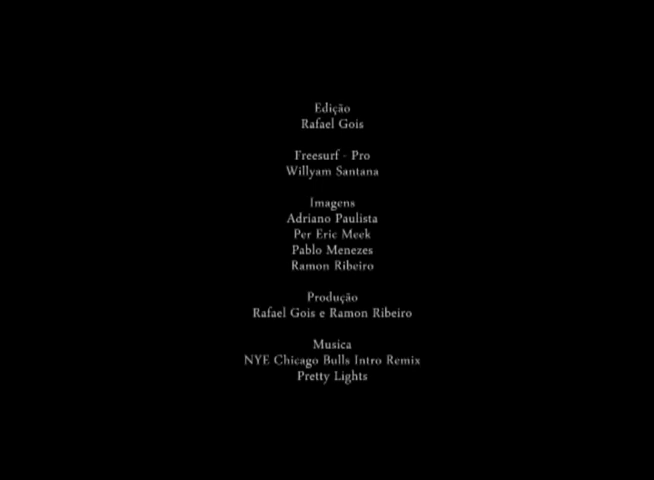 Edição
Rafael Gois
Freesurf - Pro
Willyam Santana
Imagens
Adriano Paulista
Per Eric Meek
Pablo Menezes
Ramon Ribeiro
Produção
Rafael Gois e Ramon Ribeiro
Musica
NYE Chicago Bulls Intro Remix
Pretty Lights